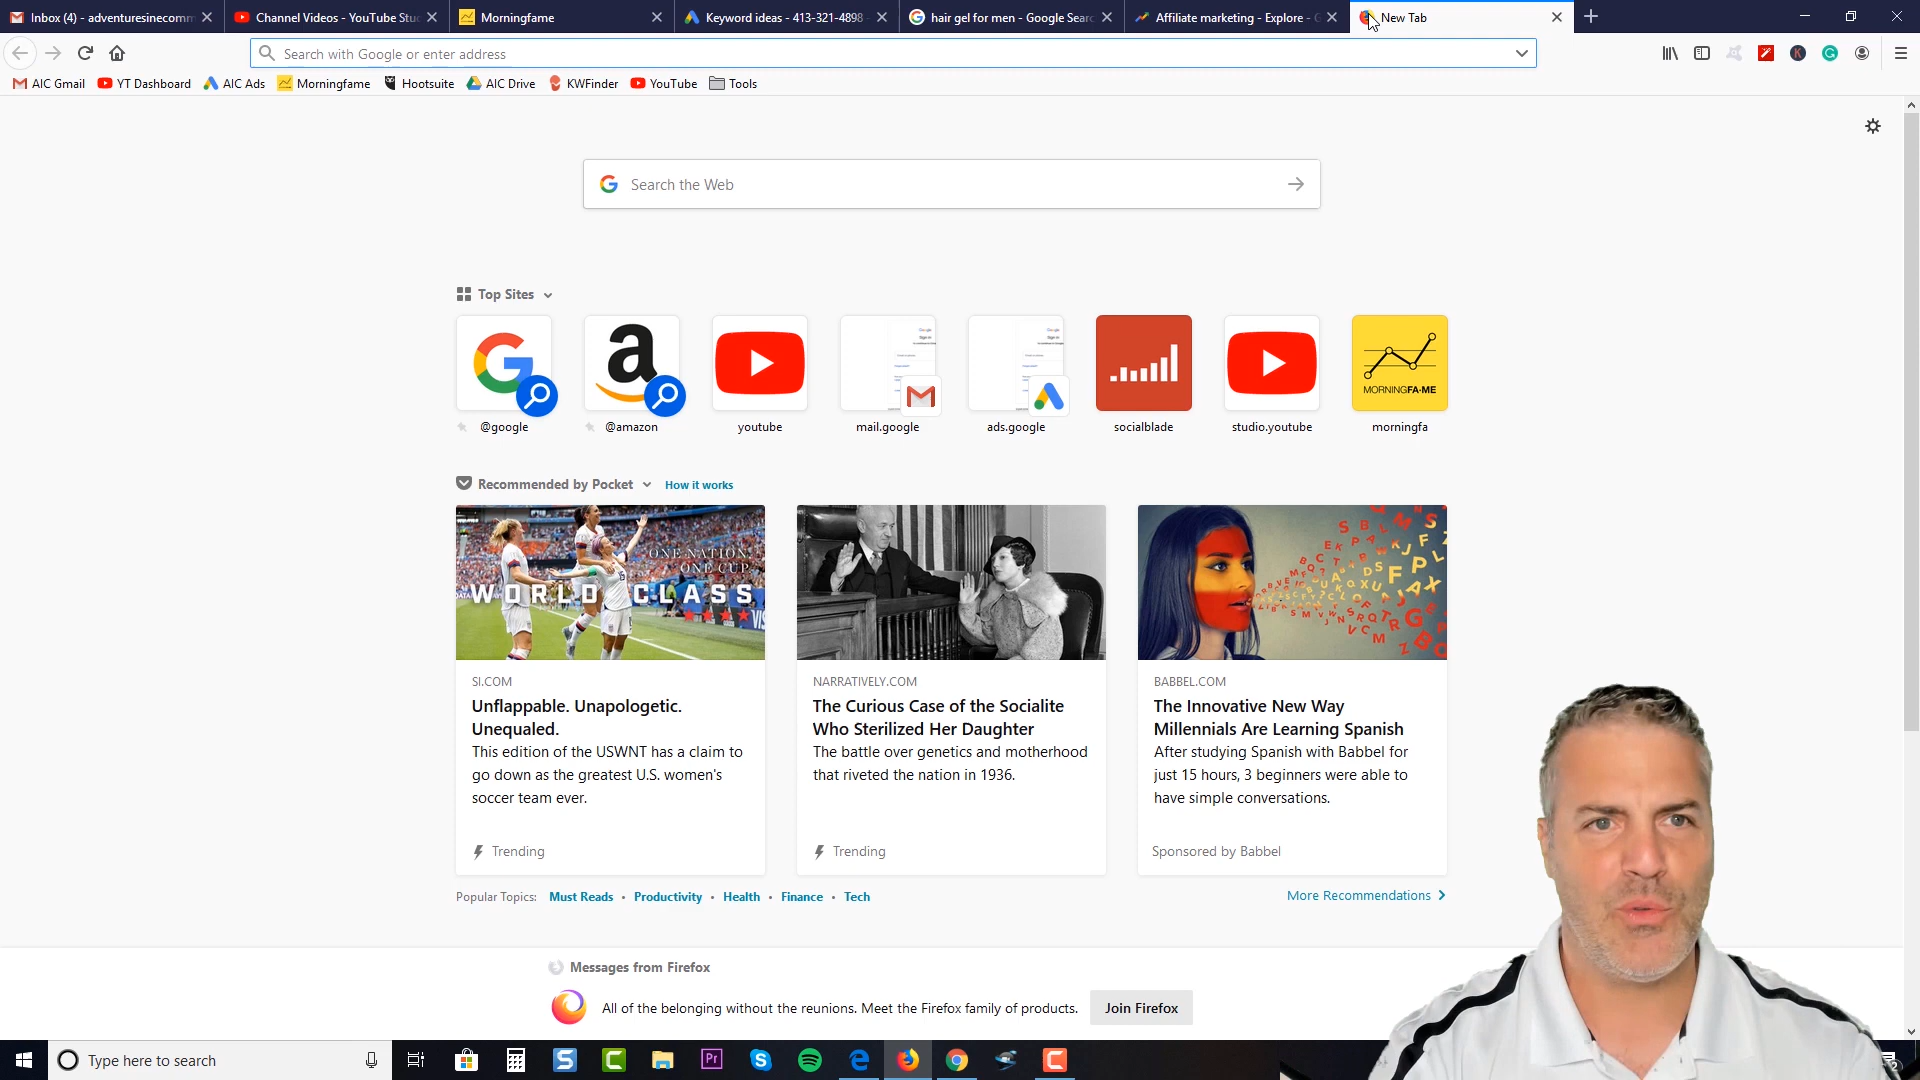 Inbox (4) - adventuresinecomm
Channel Videos - YouTube Stu
Morningfame
Keyword ideas - 413-321-4898
hair gel for men - Google Sear
Affiliate marketing - Explore - G
New Tab
Search with Google or enter address
AIC Gmail
YT Dashboard
AIC Ads
Morningfame
Hootsuite
AIC Drive
KWFinder
YouTube
Tools
Search the Web
Top Sites
MORNINGFA·ME
@google
@amazon
youtube
mail.google
ads.google
socialblade
studio.youtube
morningfa
Recommended by Pocket
How it works
ONE NATION,
ONE CUP,
WORLD CLASS
SI.COM
Unflappable. Unapologetic.
Unequaled.
This edition of the USWNT has a claim to
go down as the greatest U.S. women's
soccer team ever.
Trending
NARRATIVELY.COM
The Curious Case of the Socialite
Who Sterilized Her Daughter
The battle over genetics and motherhood
that riveted the nation in 1936.
Trending
BABBEL.COM
The Innovative New Way
Millennials Are Learning Spanish
After studying Spanish with Babbel for
just 15 hours, 3 beginners were able to
have simple conversations.
Sponsored by Babbel
Popular Topics: Must Reads • Productivity • Health • Finance • Tech
More Recommendations
Messages from Firefox
All of the belonging without the reunions. Meet the Firefox family of products.
Join Firefox
Type here to search